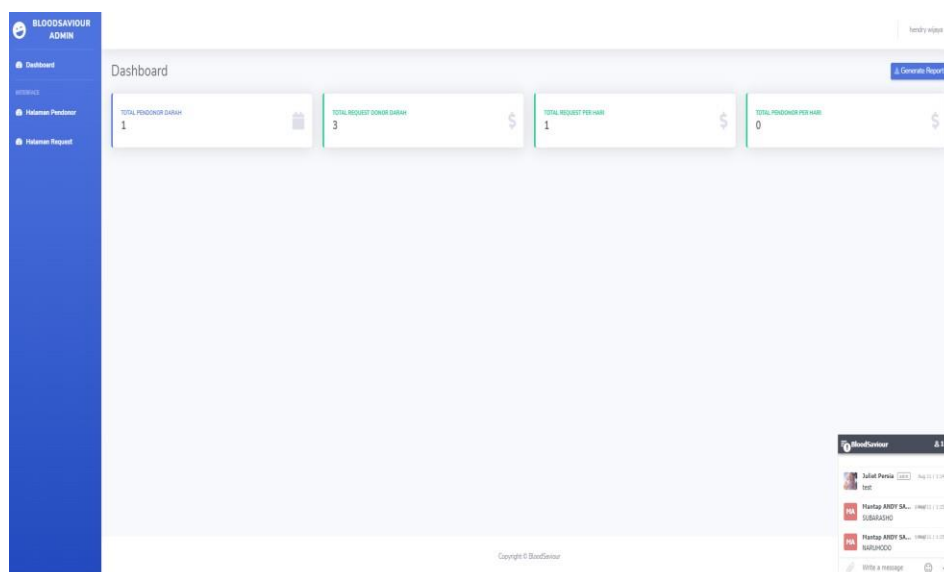 BLOODSAVIOUR
ADMIN
hendry wijaya
Dashboard
Dashboard
Generate Report
INTERFACE
Halaman Pendonor
Halaman Request
TOTAL PENDONOR DARAH
1
TOTAL REQUEST DONOR DARAH
3
TOTAL REQUEST PER HARI
1
TOTAL PENDONOR PER HARI
0
BloodSaviour
Juliet Persia
test
Mantap ANDY SA...
SUBARASHO
Mantap ANDY SA...
NARUHODO
Write a message
Copyright © BloodSaviour